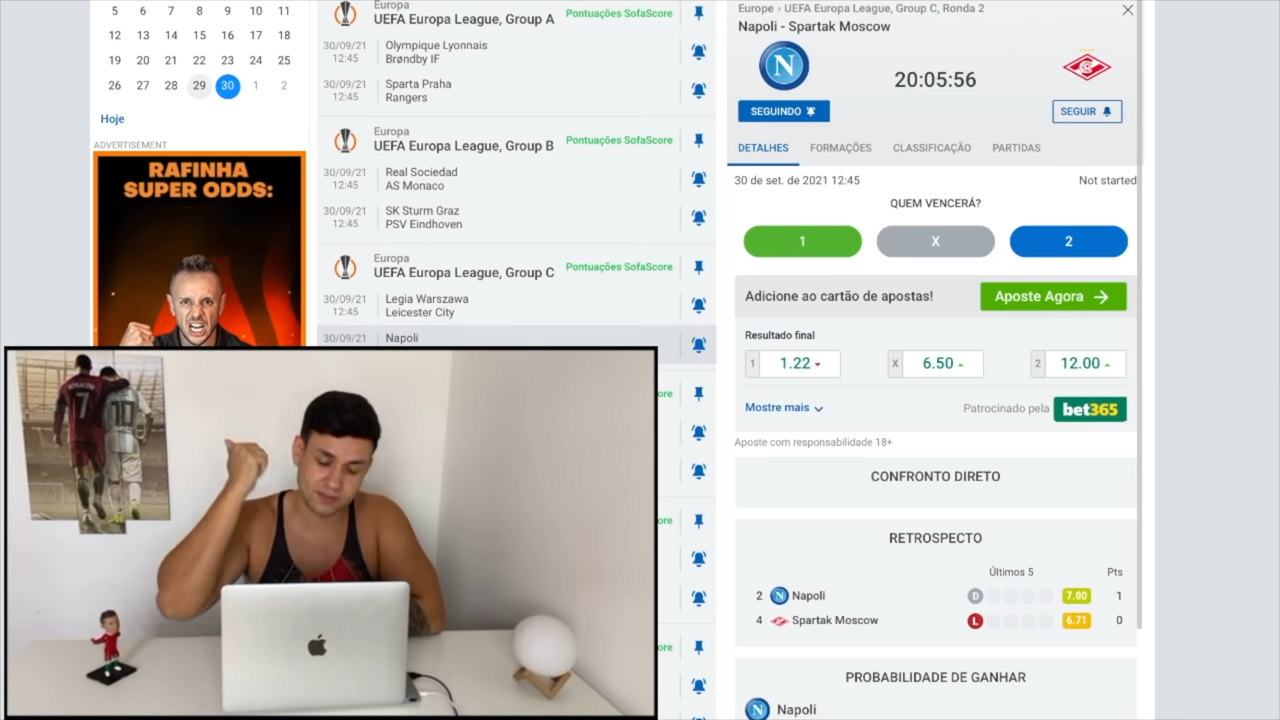 5 6 7 8 9 10 11
12 13 14 15 16 17 18
19 20 21 22 23 24 25
26 27 28 29 30 1 2
Hoje
ADVERTISEMENT
RAFINHA
SUPER ODDS:
Europa
UEFA Europa League, Group A
Pontuações SofaScore
30/09/21
12:45
Olympique Lyonnais
Brøndby IF
30/09/21
12:45
Sparta Praha
Rangers
Europa
UEFA Europa League, Group B
Pontuações SofaScore
30/09/21
12:45
Real Sociedad
AS Monaco
30/09/21
12:45
SK Sturm Graz
PSV Eindhoven
Europa
UEFA Europa League, Group C
Pontuações SofaScore
30/09/21
12:45
Legia Warszawa
Leicester City
30/09/21
Napoli
ore
ore
ore
RONALDO
7
10
Europe › UEFA Europa League, Group C, Ronda 2
Napoli - Spartak Moscow
N
20:05:56
SEGUINDO
SEGUIR
DETALHES FORMAÇÕES CLASSIFICAÇÃO PARTIDAS
30 de set. de 2021 12:45
Not started
QUEM VENCERÁ?
1 X 2
Adicione ao cartão de apostas!
Aposte Agora
Resultado final
1 1.22 X 6.50 2 12.00
Mostre mais
Patrocinado pela bet365
Aposte com responsabilidade 18+
CONFRONTO DIRETO
RETROSPECTO
Últimos 5 Pts
2 Napoli D 7.00 1
4 Spartak Moscow L 6.71 0
PROBABILIDADE DE GANHAR
Napoli